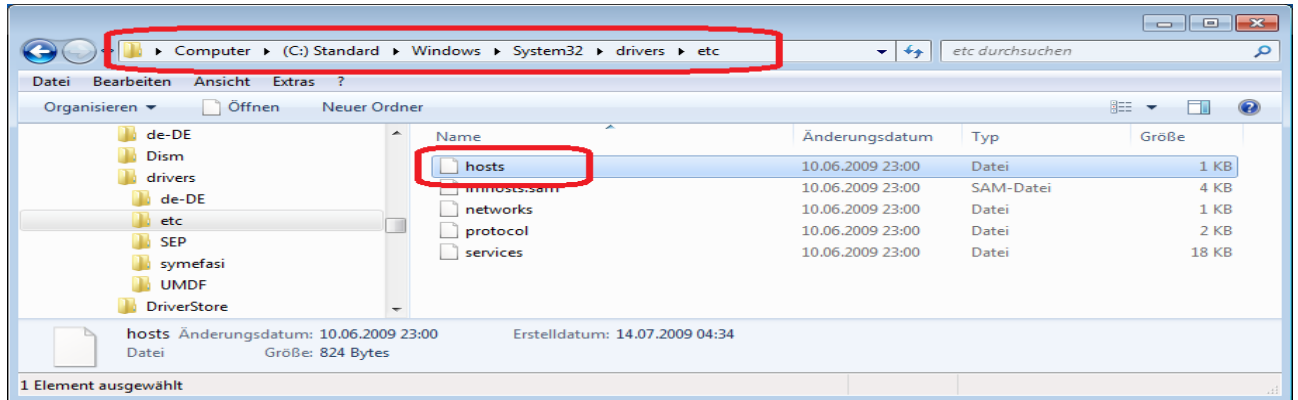 Computer ▸ (C:) Standard ▸ Windows ▸ System32 ▸ drivers ▸ etc
etc durchsuchen
Datei Bearbeiten Ansicht Extras ?
Organisieren Öffnen Neuer Ordner
Name Änderungsdatum Typ Größe
de-DE
Dism
drivers
de-DE
etc
SEP
symefasi
UMDF
DriverStore
hosts 10.06.2009 23:00 Datei 1 KB
lmhosts.sam 10.06.2009 23:00 SAM-Datei 4 KB
networks 10.06.2009 23:00 Datei 1 KB
protocol 10.06.2009 23:00 Datei 2 KB
services 10.06.2009 23:00 Datei 18 KB
hosts Änderungsdatum: 10.06.2009 23:00 Erstelldatum: 14.07.2009 04:34
Datei Größe: 824 Bytes
1 Element ausgewählt